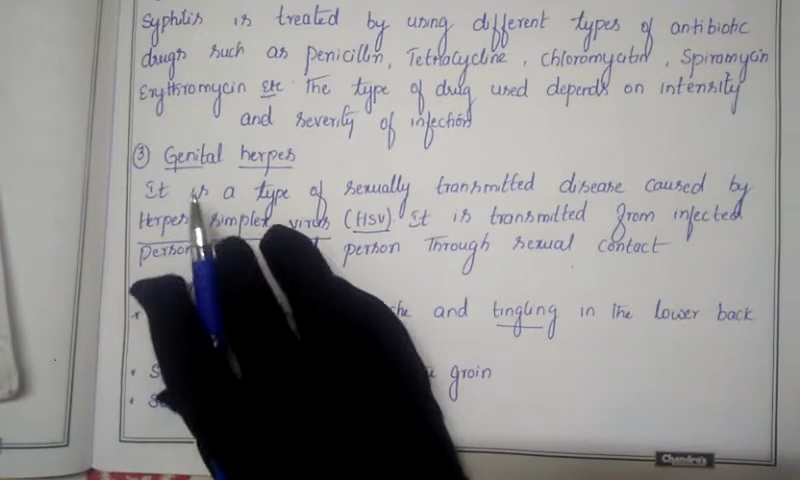 Syphilis is treated by using different types of antibiotic
drugs such as penicillin, Tetracycline, Chloromycitin, Spiramycin
Erythromycin etc. The type of drug used depends on intensity
and severity of infection
③ Genital herpes
It is a type of sexually transmitted disease caused by
Herpes simplex virus (HSV). It is transmitted from infected
person person through sexual contact
and tingling in the lower back
groin
Chandra's